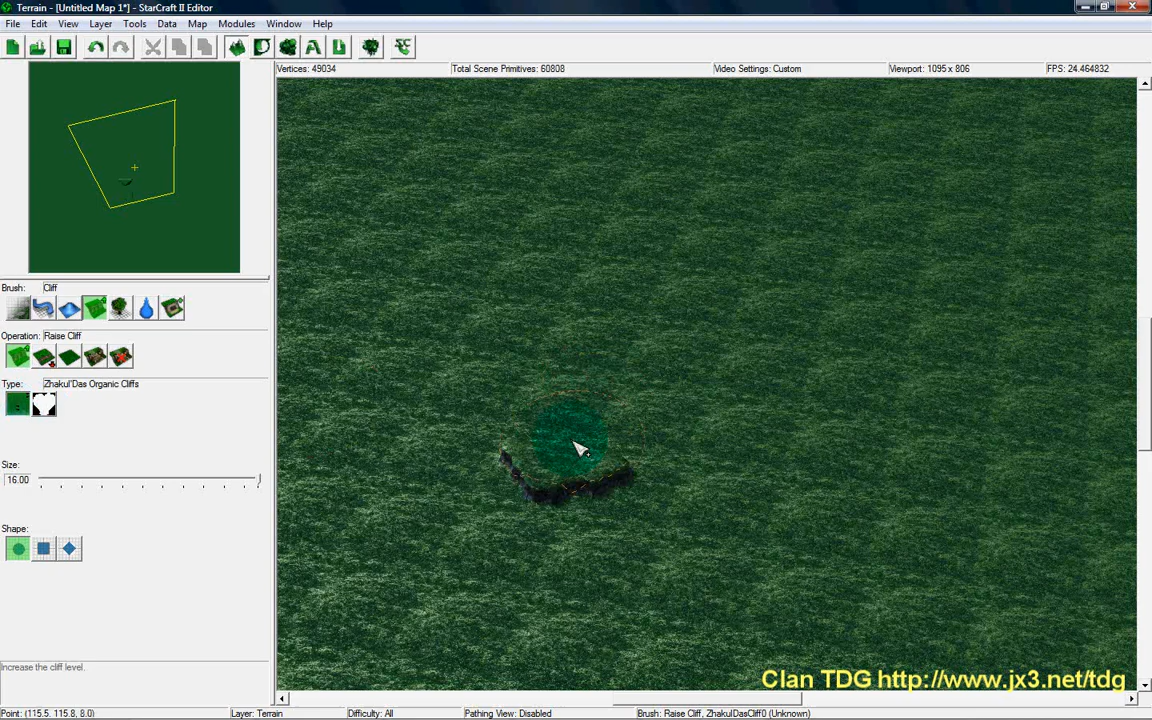 Terrain - [Untitled Map 1*] - StarCraft II Editor
File Edit View Layer Tools Data Map Modules Window Help
Vertices: 49034 Total Scene Primitives: 60808 Video Settings: Custom Viewport: 1095 x 806 FPS: 24.464832
Brush: Cliff
Operation: Raise Cliff
Type: Zhakul'Das Organic Cliffs
Size:
16.00
Shape:
Increase the cliff level.
Clan TDG http://www.jx3.net/tdg
Point: (115.5, 115.8, 8.0) Layer: Terrain Difficulty: All Pathing View: Disabled Brush: Raise Cliff, ZhakulDasCliff0 (Unknown)